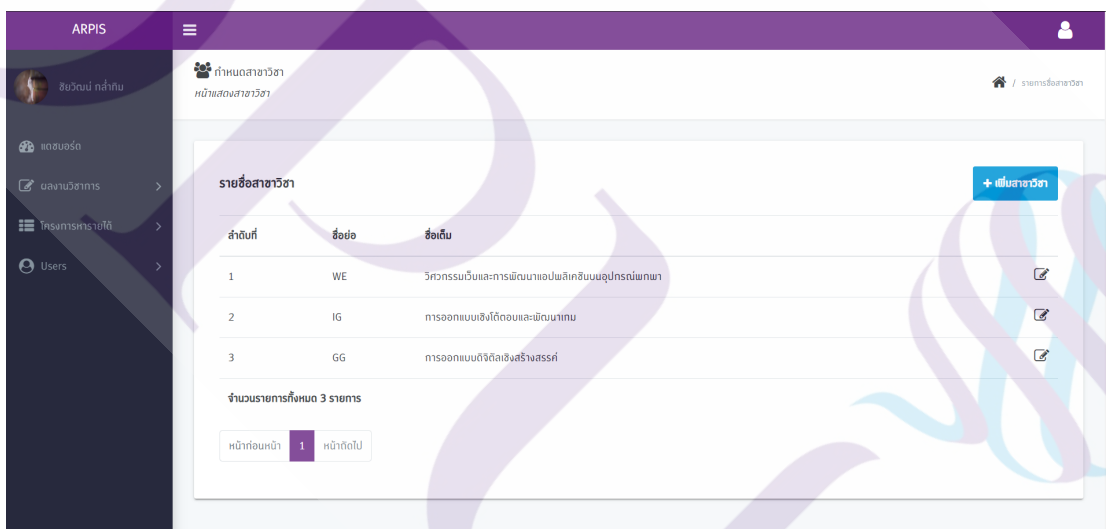 ARPIS
ชัยวัฒน์ กล่ำทิม
กำหนดสาขาวิชา
หน้าแสดงสาขาวิชา
/ รายการชื่อสาขาวิชา
แดชบอร์ด
ผลงานวิชาการ
โครงการหารายได้
Users
รายชื่อสาขาวิชา
+ เพิ่มสาขาวิชา
ลำดับที่ ชื่อย่อ ชื่อเต็ม
1 WE วิศวกรรมเว็บและการพัฒนาแอปพลิเคชันบนอุปกรณ์พกพา
2 IG การออกแบบเชิงโต้ตอบและพัฒนาเกม
3 GG การออกแบบดิจิตัลเชิงสร้างสรรค์
จำนวนรายการทั้งหมด 3 รายการ
หน้าก่อนหน้า 1 หน้าถัดไป